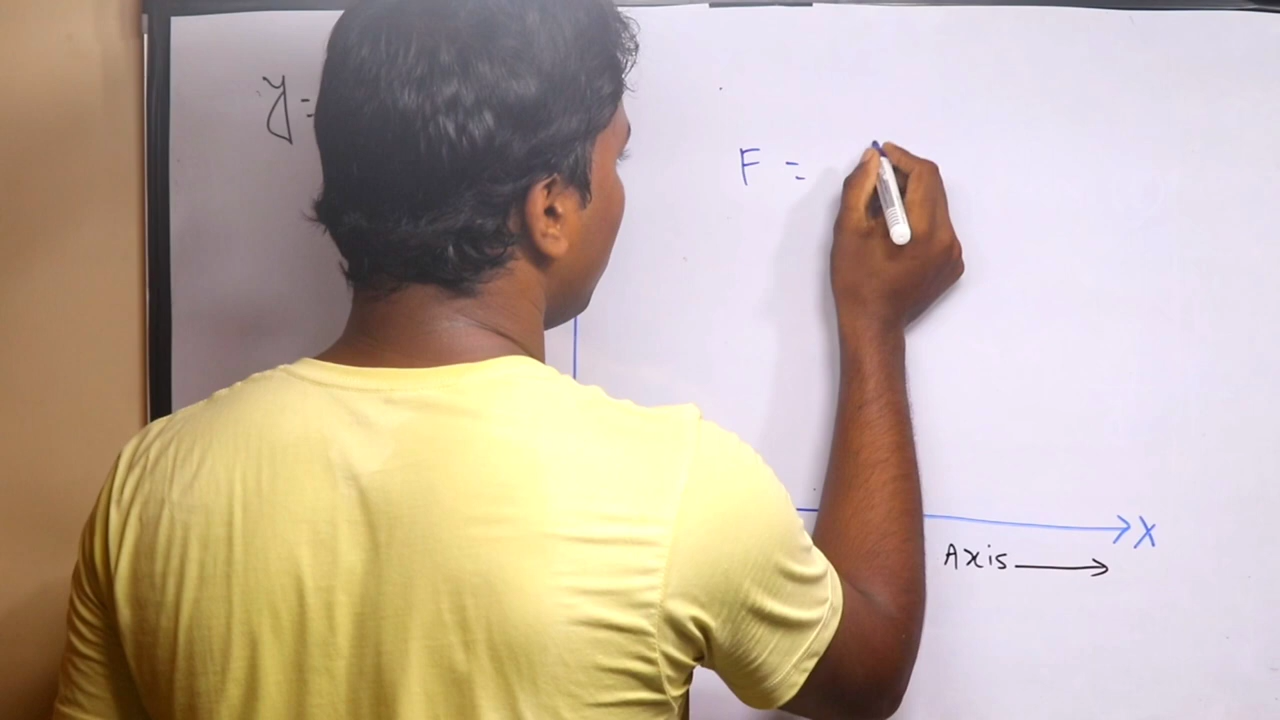 y =
F =
X
Axis